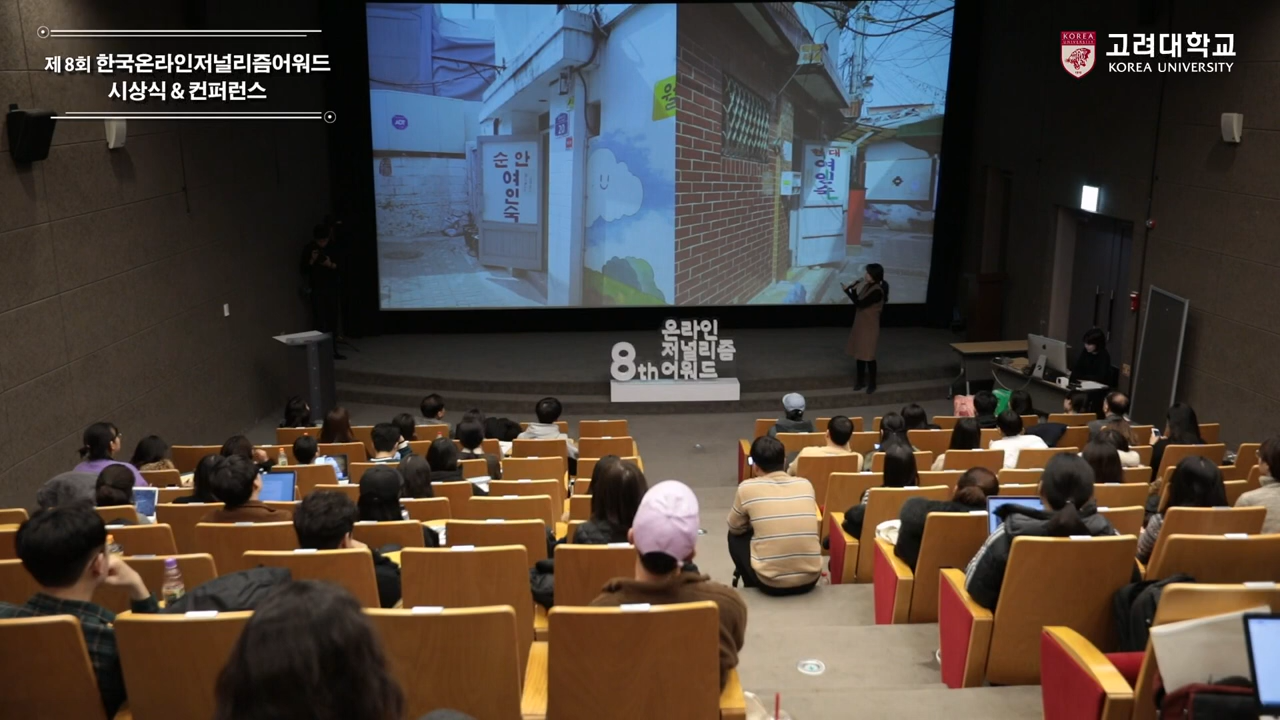 제 8회 한국온라인저널리즘어워드
시상식 & 컨퍼런스
KOREA
고려대학교
KOREA UNIVERSITY
순안
여인숙
여인숙
8th
온라인
저널리즘
어워드